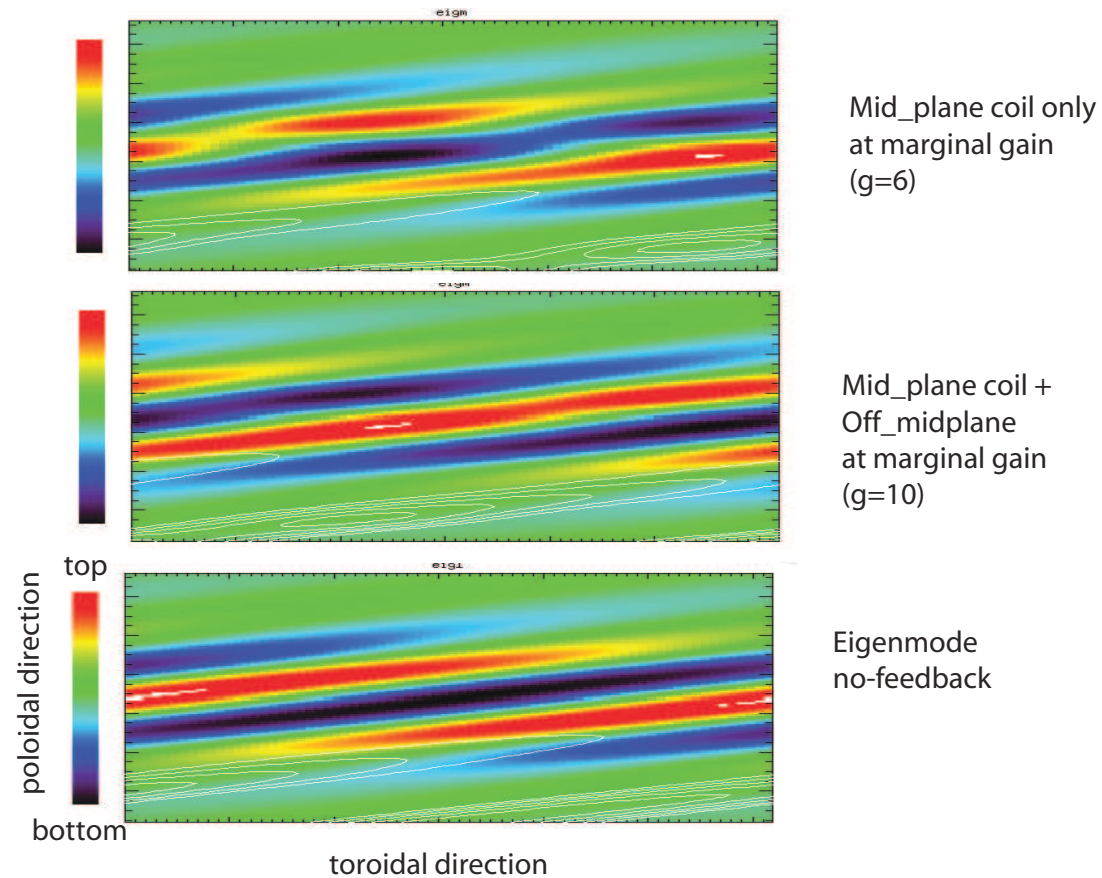 eigm
Mid_plane coil only
at marginal gain
(g=6)
eigm
Mid_plane coil +
Off_midplane
at marginal gain
(g=10)
top
poloidal direction
bottom
Eigenmode
no-feedback
toroidal direction